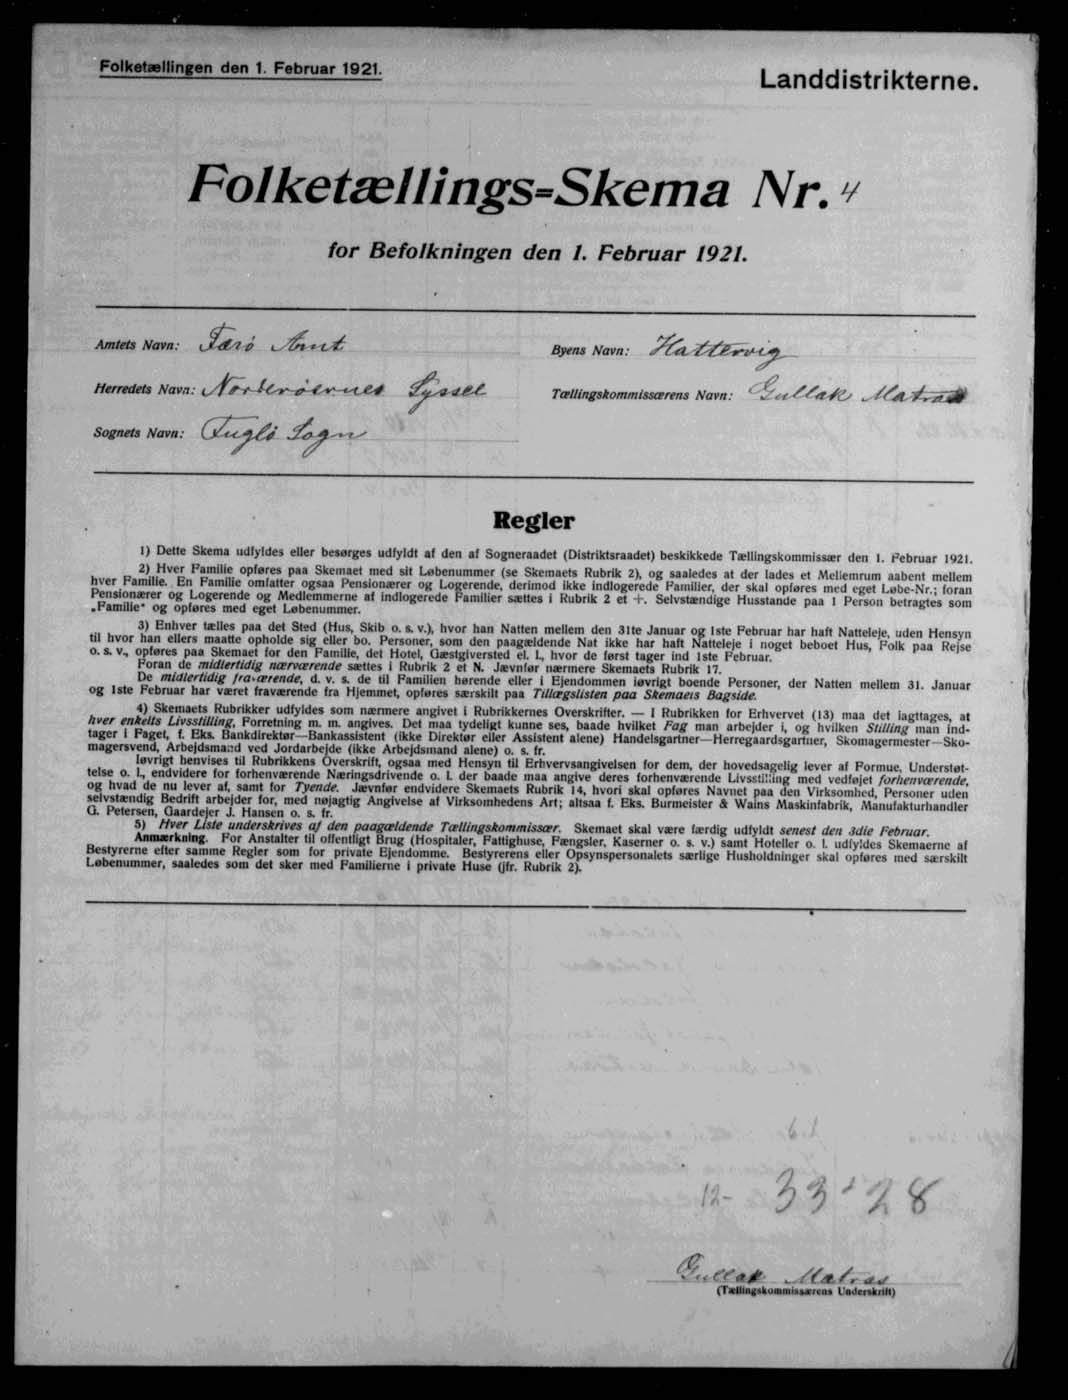 Folketællingen den 1. Februar 1921.
Landdistrikterne.
Folketællings=Skema Nr. 4
for Befolkningen den 1. Februar 1921.
Amtets Navn: Færö Amt
Byens Navn: Hattervig
Herredets Navn: Norderöernes Syssel
Tællingskommissærens Navn: Gullak Matras
Sognets Navn: Fuglö Sogn
Regler
1) Dette Skema udfyldes eller besørges udfyldt af den af Sogneraadet (Distriktsraadet) beskikkede Tællingskommissær den 1. Februar 1921.
2) Hver Familie opføres paa Skemaet med sit Løbenummer (se Skemaets Rubrik 2), og saaledes at der lades et Mellemrum aabent mellem
hver Familie. En Familie omfatter ogsaa Pensionærer og Logerende, derimod ikke indlogerede Familier, der skal opføres med eget Løbe-Nr.; foran
Pensionærer og Logerende og Medlemmerne af indlogerede Familier sættes i Rubrik 2 et +. Selvstændige Husstande paa 1 Person betragtes som
„Familie" og opføres med eget Løbenummer.
3) Enhver tælles paa det Sted (Hus, Skib o. s. v.), hvor han Natten mellem den 31te Januar og 1ste Februar har haft Natteleje, uden Hensyn
til hvor han ellers maatte opholde sig eller bo. Personer, som den paagældende Nat ikke har haft Natteleje i noget beboet Hus, Folk paa Rejse
o. s. v., opføres paa Skemaet for den Familie, det Hotel, Gæstgiversted el. l., hvor de først tager ind 1ste Februar.
Foran de midlertidig nærværende sættes i Rubrik 2 et N. Jævnfør nærmere Skemaets Rubrik 17.
De midlertidig fraværende, d. v. s. de til Familien hørende eller i Ejendommen iøvrigt boende Personer, der Natten mellem 31. Januar
og 1ste Februar har været fraværende fra Hjemmet, opføres særskilt paa Tillægslisten paa Skemaets Bagside.
4) Skemaets Rubrikker udfyldes som nærmere angivet i Rubrikkernes Overskrifter. — I Rubrikken for Erhvervet (13) maa det iagttages, at
hver enkelts Livsstilling, Forretning m. m. angives. Det maa tydeligt kunne ses, baade hvilket Fag man arbejder i, og hvilken Stilling man ind-
tager i Faget, f. Eks. Bankdirektør—Bankassistent (ikke Direktør eller Assistent alene) Handelsgartner—Herregaardsgartner, Skomagermester—Sko-
magersvend, Arbejdsmand ved Jordarbejde (ikke Arbejdsmand alene) o. s. fr.
Iøvrigt henvises til Rubrikkens Overskrift, ogsaa med Hensyn til Erhvervsangivelsen for dem, der hovedsagelig lever af Formue, Understøt-
telse o. l., endvidere for forhenværende Næringsdrivende o. l. der baade maa angive deres forhenværende Livsstilling med vedføjet forhenværende,
og hvad de nu lever af, samt for Tyende. Jævnfør endvidere Skemaets Rubrik 14, hvori skal opføres Navnet paa den Virksomhed, Personer uden
selvstændig Bedrift arbejder for, med nøjagtig Angivelse af Virksomhedens Art; altsaa f. Eks. Burmeister & Wains Maskinfabrik, Manufakturhandler
G. Petersen, Gaardejer J. Hansen o. s. fr.
5) Hver Liste underskrives af den paagældende Tællingskommissær. Skemaet skal være færdig udfyldt senest den 3die Februar.
Anmærkning. For Anstalter til offentligt Brug (Hospitaler, Fattighuse, Fængsler, Kaserner o. s. v.) samt Hoteller o. l. udfyldes Skemaerne af
Bestyrerne efter samme Regler som for private Ejendomme. Bestyrerens eller Opsynspersonalets særlige Husholdninger skal opføres med særskilt
Løbenummer, saaledes som det sker med Familierne i private Huse (jfr. Rubrik 2).
12- 33 28
Gullak Matras
(Tællingskommissærens Underskrift)